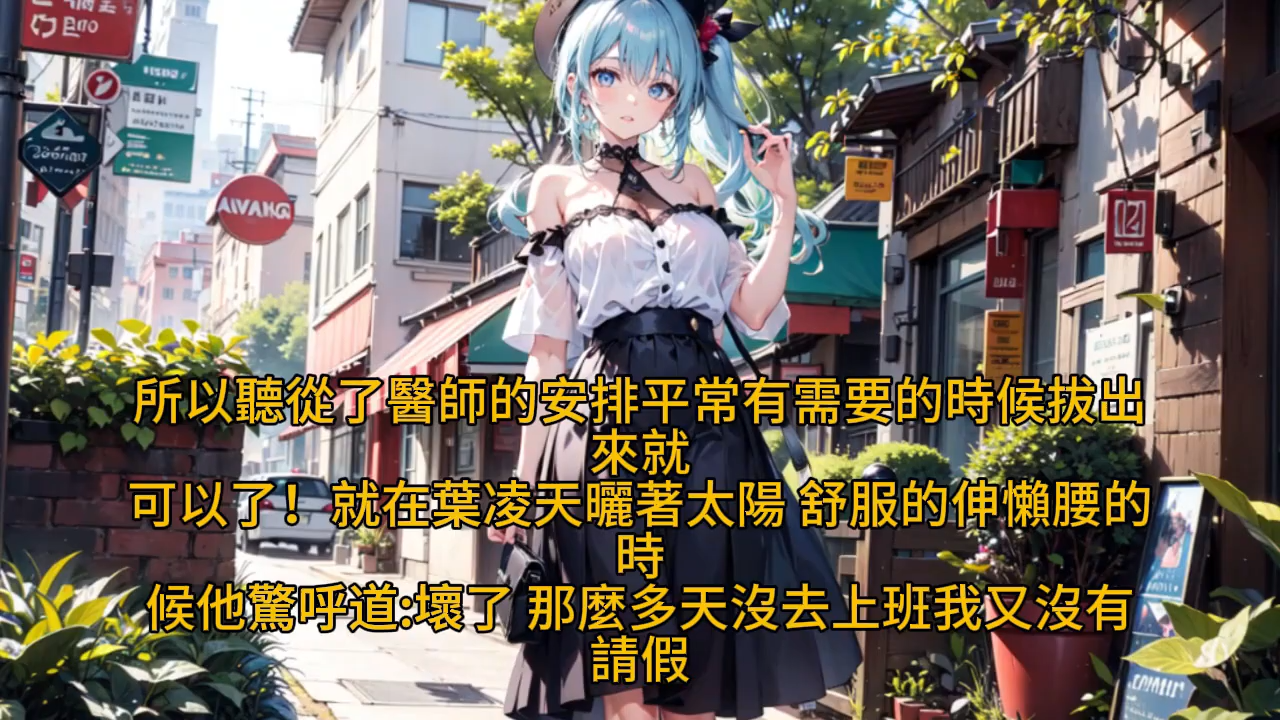 所以聽從了醫師的安排平常有需要的時候拔出
來就
可以了！就在葉凌天曬著太陽 舒服的伸懶腰的
時
候他驚呼道:壞了 那麼多天沒去上班我又沒有
請假